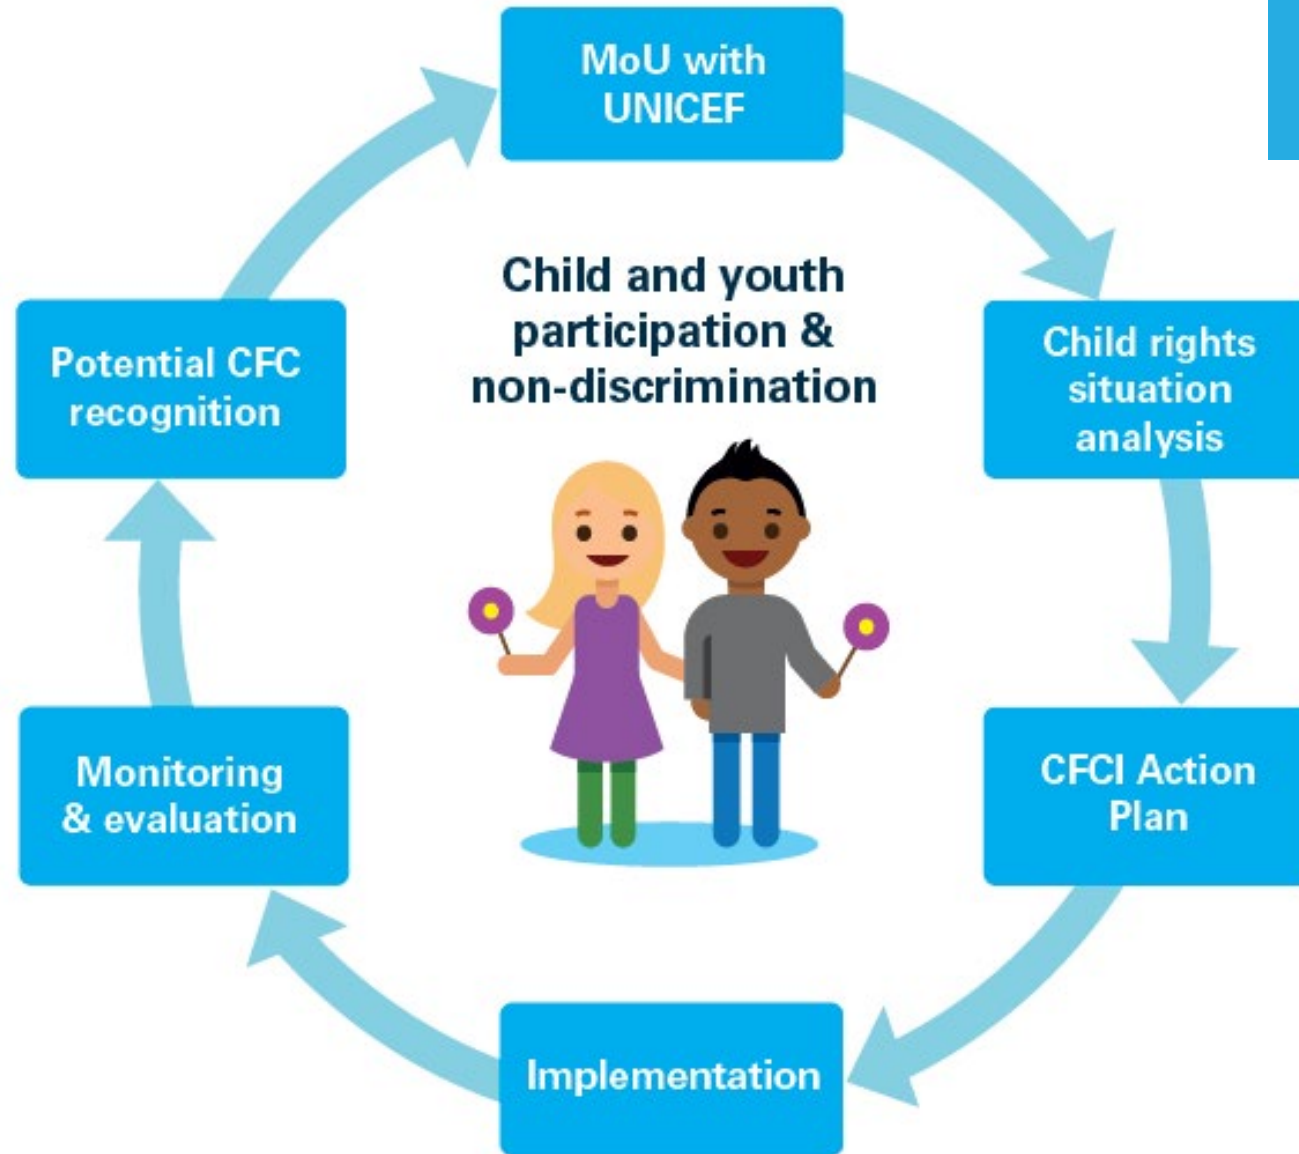 MoU with
UNICEF
Child and youth
participation &
non-discrimination
Potential CFC
recognition
Child rights
situation
analysis
Monitoring
& evaluation
CFCI Action
Plan
Implementation